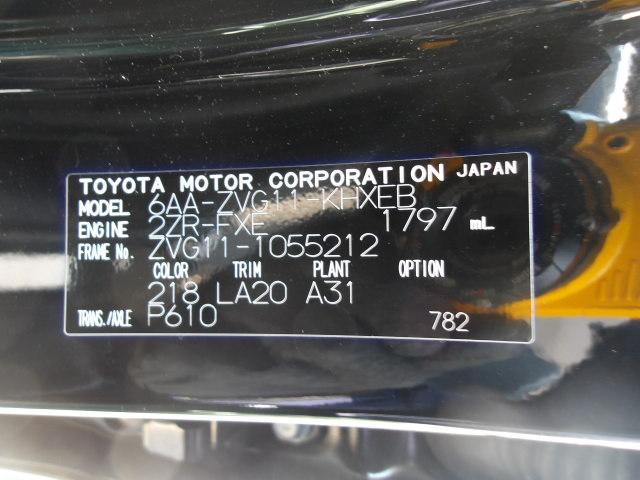 TOYOTA MOTOR CORPORATION JAPAN
MODEL 6AA-ZVG11-KHXEB
ENGINE 2ZR-FXE 1797 mL
FRAME No. ZVG11-1055212
COLOR TRIM PLANT OPTION
218 LA20 A31
TRANS./AXLE P610 782